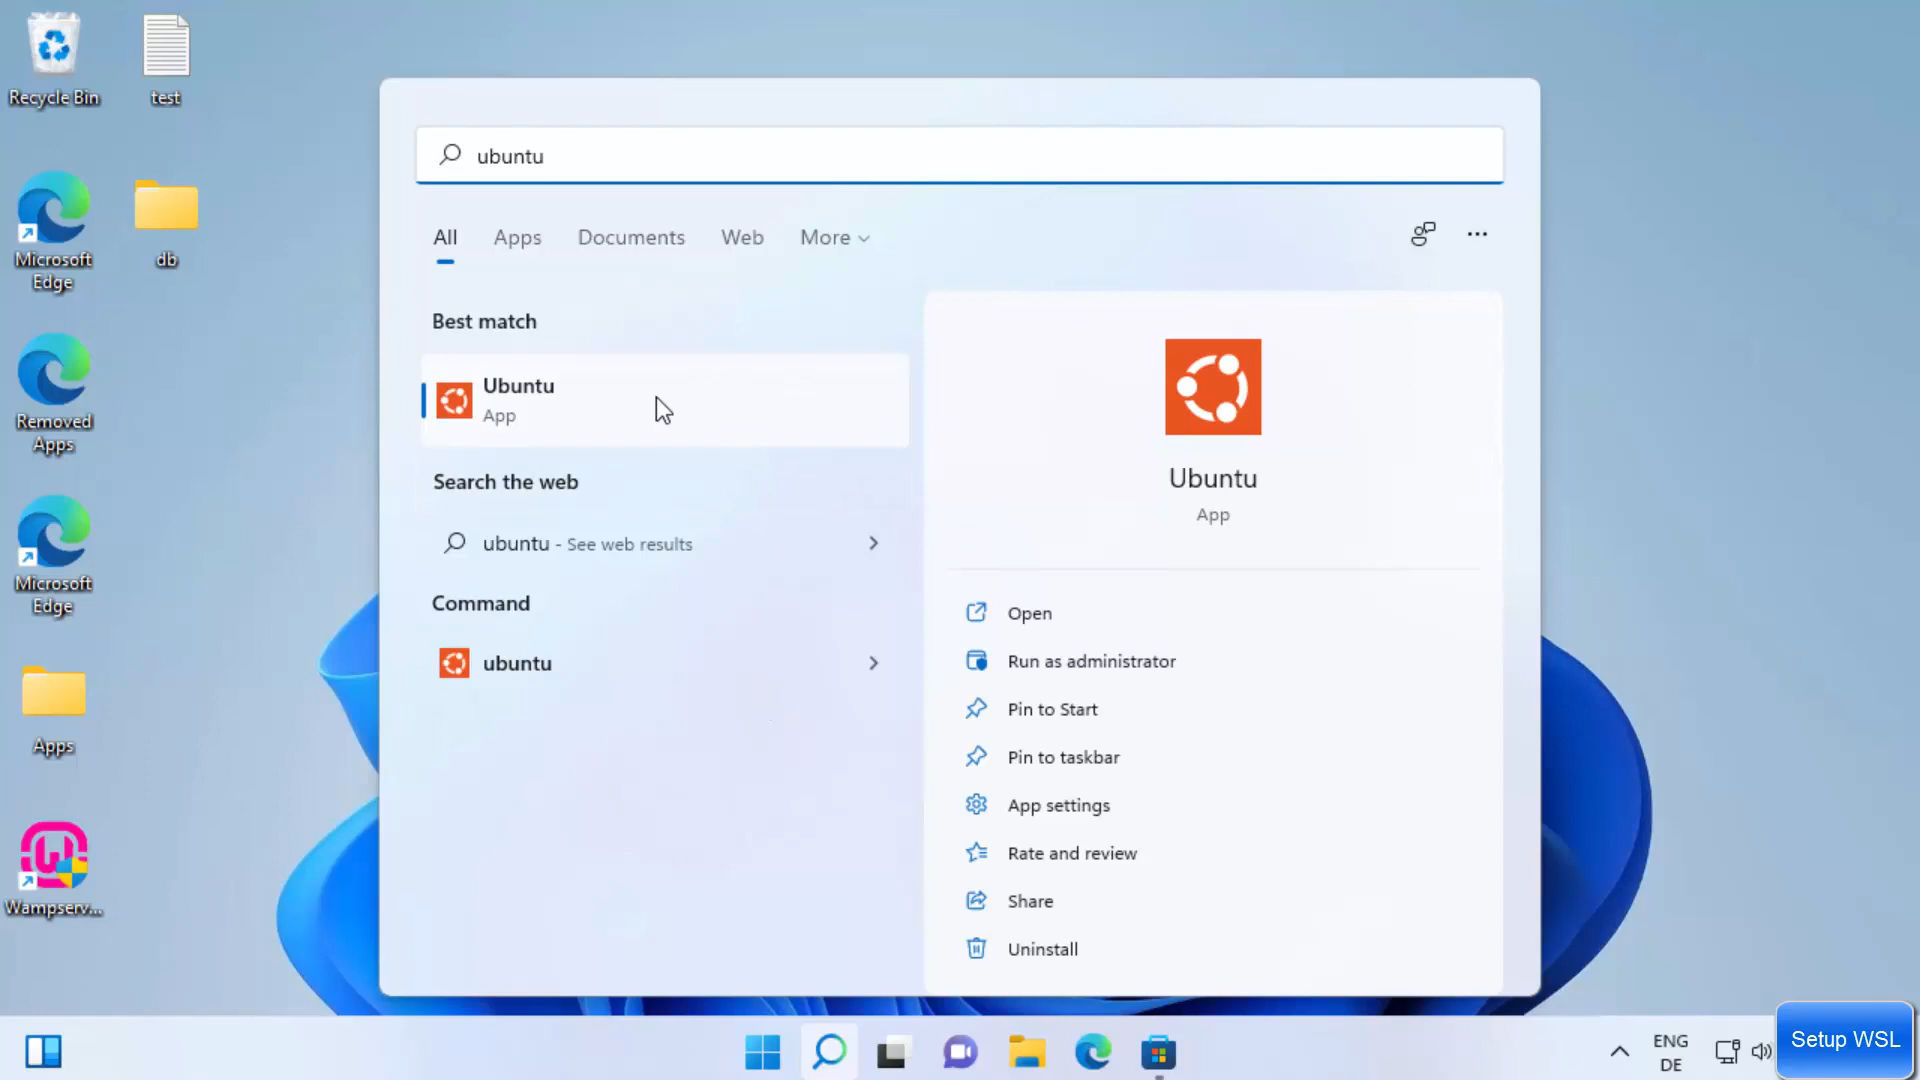 Recycle Bin
test
Microsoft
Edge
db
Removed
Apps
Microsoft
Edge
Apps
Wampserv...
ubuntu
All
Apps
Documents
Web
More
Best match
Ubuntu
App
Search the web
ubuntu - See web results
Command
ubuntu
Ubuntu
App
Open
Run as administrator
Pin to Start
Pin to taskbar
App settings
Rate and review
Share
Uninstall
ENG
DE
Setup WSL